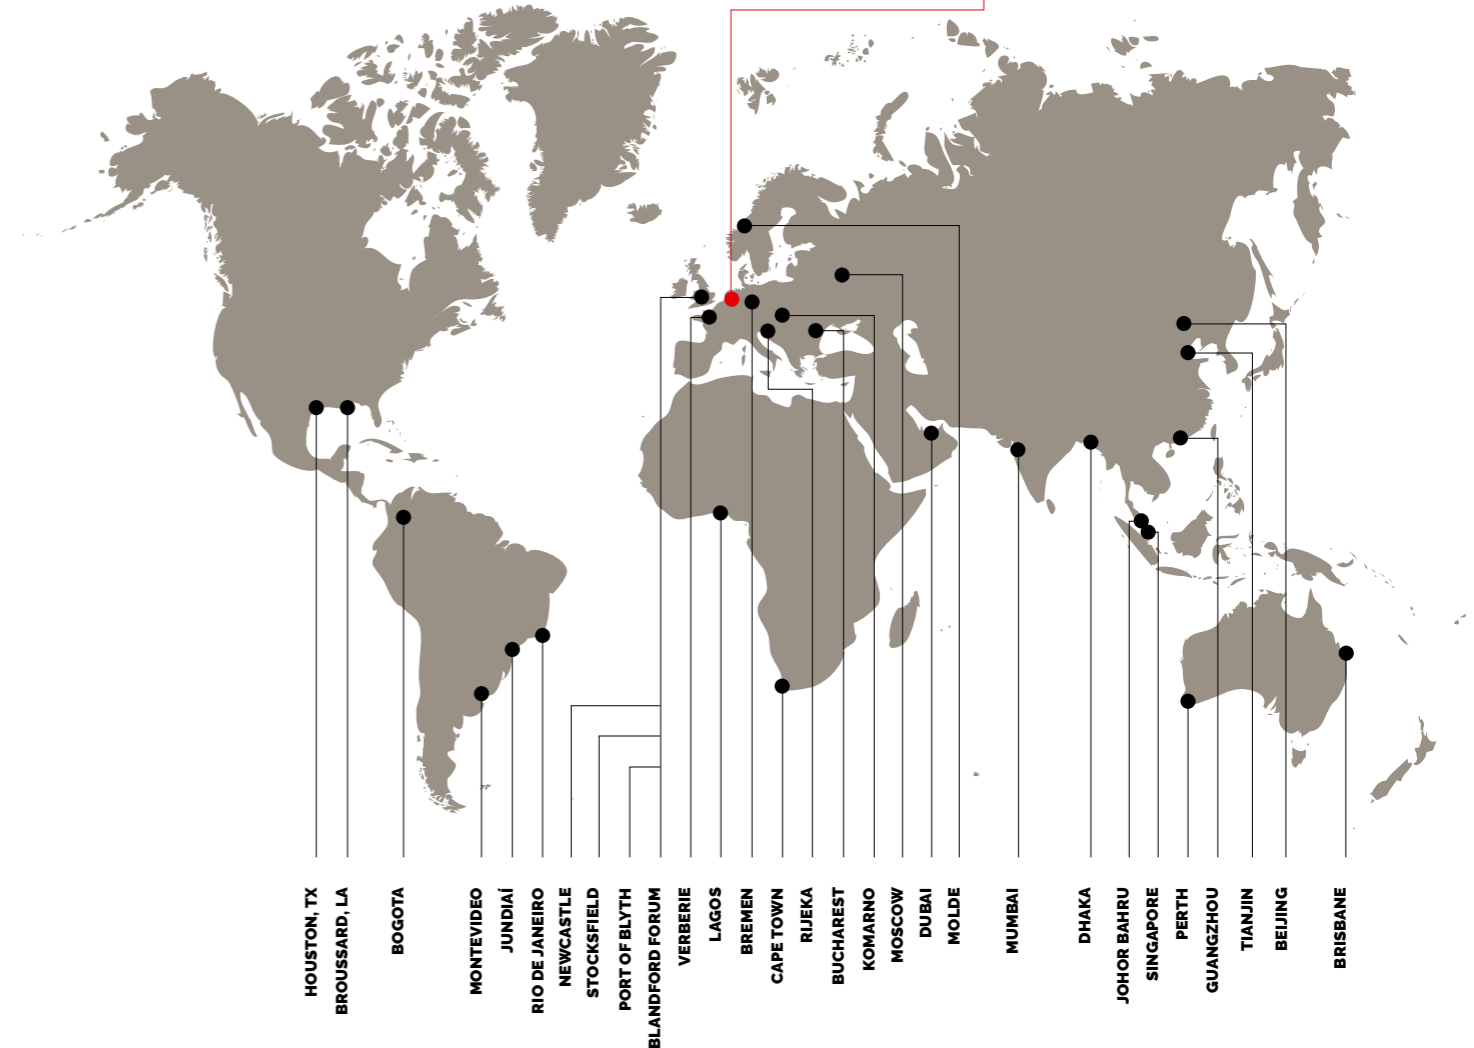 HOUSTON, TX
BROUSSARD, LA
BOGOTA
MONTEVIDEO
JUNDIAÍ
RIO DE JANEIRO
NEWCASTLE
STOCKSFIELD
PORT OF BLYTH
BLANDFORD FORUM
VERBERIE
LAGOS
BREMEN
CAPE TOWN
RIJEKA
BUCHAREST
KOMARNO
MOSCOW
DUBAI
MOLDE
MUMBAI
DHAKA
JOHOR BAHRU
SINGAPORE
PERTH
GUANGZHOU
TIANJIN
BEIJING
BRISBANE